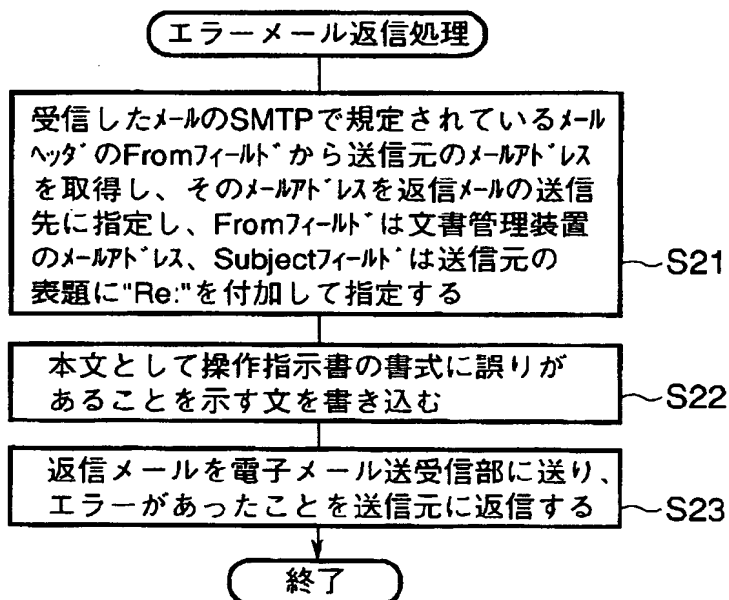 エラーメール返信処理
受信したﾒｰﾙのSMTPで規定されているﾒｰﾙ
ﾍｯﾀﾞのFromﾌｨｰﾙﾄﾞから送信元のﾒｰﾙｱﾄﾞﾚｽ
を取得し、そのﾒｰﾙｱﾄﾞﾚｽを返信メールの送信
先に指定し、Fromﾌｨｰﾙﾄﾞは文書管理装置
のﾒｰﾙｱﾄﾞﾚｽ、Subjectﾌｨｰﾙﾄﾞは送信元の
表題に"Re:"を付加して指定する
S21
本文として操作指示書の書式に誤りが
あることを示す文を書き込む
S22
返信メールを電子メール送受信部に送り、
エラーがあったことを送信元に返信する
S23
終了